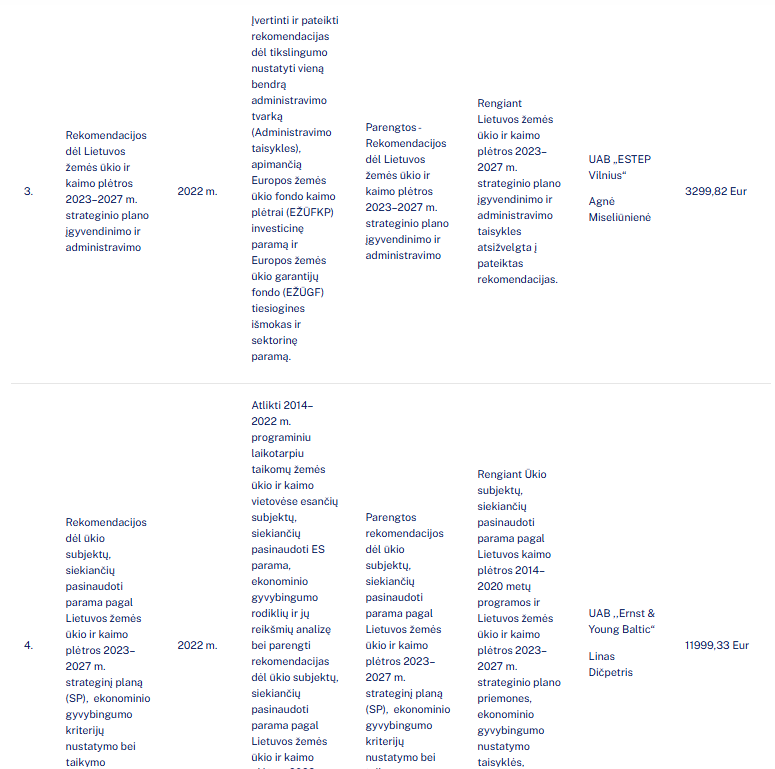 3.
Rekomendacijos
dėl Lietuvos
žemės ūkio ir
kaimo plėtros
2023–2027 m.
strateginio plano
įgyvendinimo ir
administravimo
2022 m.
Įvertinti ir pateikti
rekomendacijas
dėl tikslingumo
nustatyti vieną
bendrą
administravimo
tvarką
(Administravimo
taisykles),
apimančią
Europos žemės
ūkio fondo kaimo
plėtrai (EŽŪFKP)
investicinę
paramą ir
Europos žemės
ūkio garantijų
fondo (EŽŪGF)
tiesiogines
išmokas ir
sektorinę
paramą.
Parengtos -
Rekomendacijos
dėl Lietuvos
žemės ūkio ir
kaimo plėtros
2023–2027 m.
strateginio plano
įgyvendinimo ir
administravimo
Rengiant
Lietuvos žemės
ūkio ir kaimo
plėtros 2023–
2027 m.
strateginio plano
įgyvendinimo ir
administravimo
taisykles
atsižvelgta į
pateiktas
rekomendacijas.
UAB „ESTEP
Vilnius“
Agnė
Miseliūnienė
3299,82 Eur
4.
Rekomendacijos
dėl ūkio
subjektų,
siekiančių
pasinaudoti
parama pagal
Lietuvos žemės
ūkio ir kaimo
plėtros 2023–
2027 m.
strateginį planą
(SP), ekonominio
gyvybingumo
kriterijų
nustatymo bei
taikymo
2022 m.
Atlikti 2014–
2022 m.
programiniu
laikotarpiu
taikomų žemės
ūkio ir kaimo
vietovėse esančių
subjektų,
siekiančių
pasinaudoti ES
parama,
ekonominio
gyvybingumo
rodiklių ir jų
reikšmių analizę
bei parengti
rekomendacijas
dėl ūkio subjektų,
siekiančių
pasinaudoti
parama pagal
Lietuvos žemės
ūkio ir kaimo
Parengtos
rekomendacijos
dėl ūkio
subjektų,
siekiančių
pasinaudoti
parama pagal
Lietuvos žemės
ūkio ir kaimo
plėtros 2023–
2027 m.
strateginį planą
(SP), ekonominio
gyvybingumo
kriterijų
nustatymo bei
Rengiant Ūkio
subjektų,
siekiančių
pasinaudoti
parama pagal
Lietuvos kaimo
plėtros 2014–
2020 metų
programos ir
Lietuvos žemės
ūkio ir kaimo
plėtros 2023–
2027 m.
strateginio plano
priemones,
ekonominio
gyvybingumo
nustatymo
taisyklės,
UAB ,,Ernst &
Young Baltic“
Linas
Dičpetris
11999,33 Eur